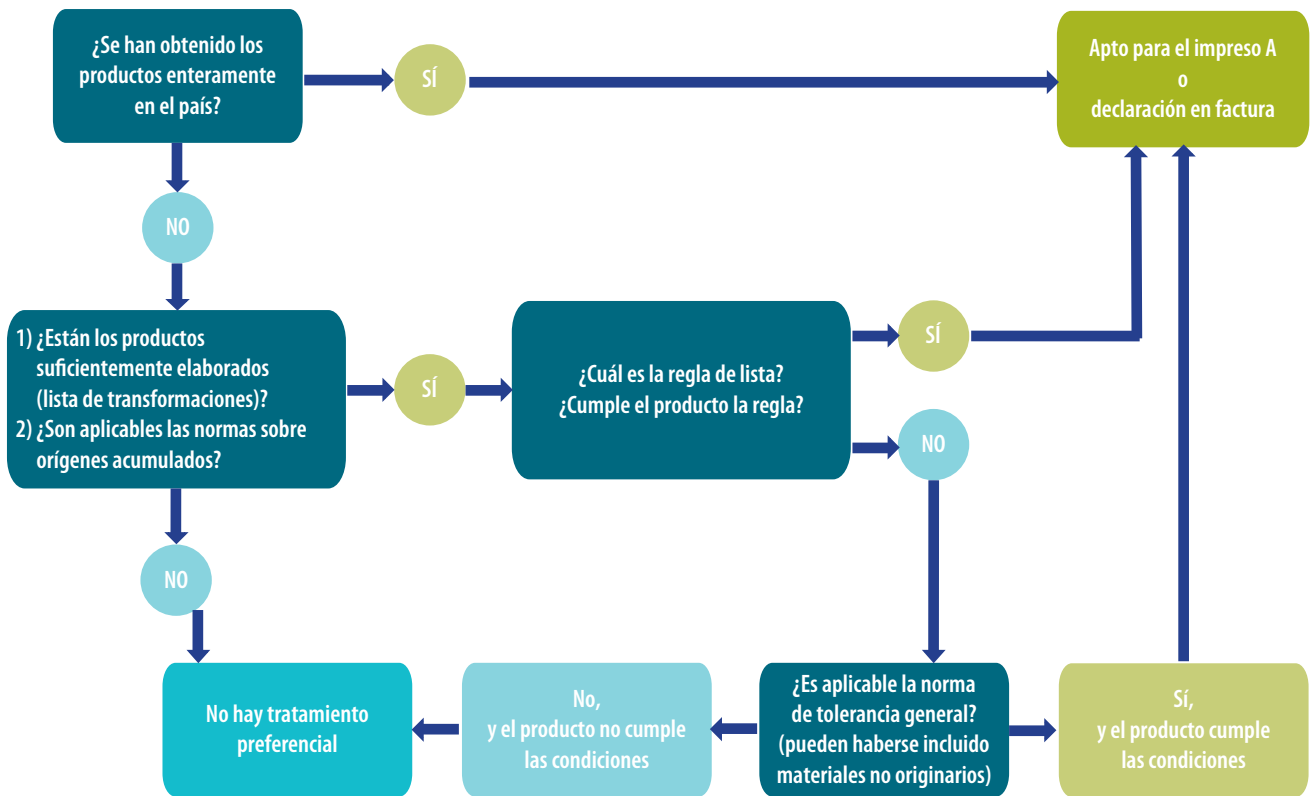 ¿Se han obtenido los
productos enteramente
en el país?
SÍ
Apto para el impreso A
o
declaración en factura
NO
1) ¿Están los productos
suficientemente elaborados
(lista de transformaciones)?
2) ¿Son aplicables las normas sobre
orígenes acumulados?
SÍ
¿Cuál es la regla de lista?
¿Cumple el producto la regla?
SÍ
NO
NO
No hay tratamiento
preferencial
No,
y el producto no cumple
las condiciones
¿Es aplicable la norma
de tolerancia general?
(pueden haberse incluido
materiales no originarios)
Sí,
y el producto cumple
las condiciones